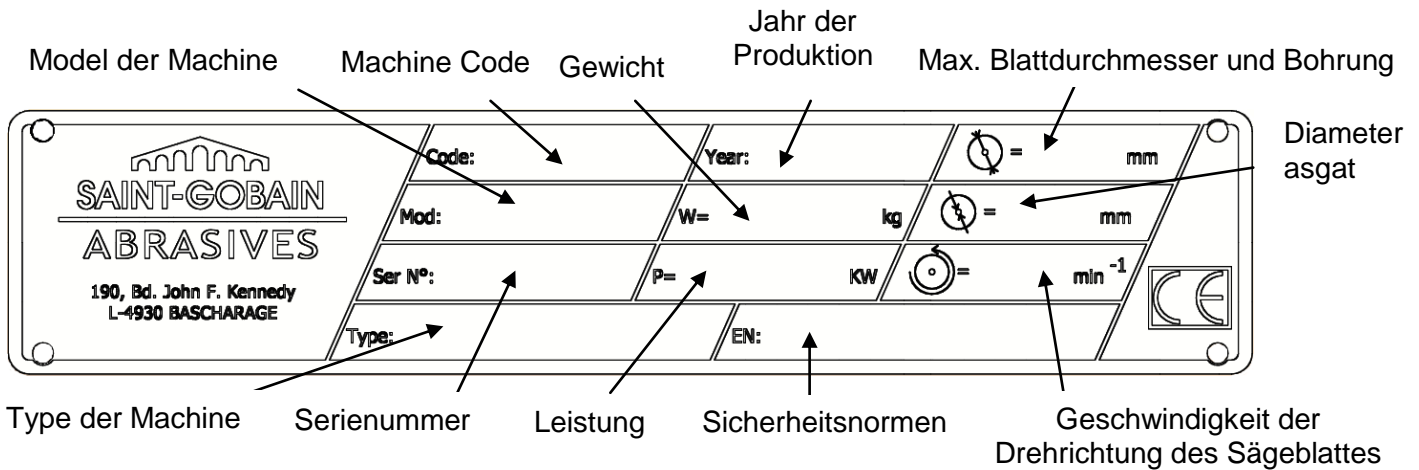 Jahr der
Produktion
Model der Machine
Machine Code
Gewicht
Max. Blattdurchmesser und Bohrung
Diameter
asgat
SAINT-GOBAIN
ABRASIVES
190, Bd. John F. Kennedy
L-4930 BASCHARAGE
Code:
Year:
= mm
Mod:
W= kg
= mm
Ser N°:
P= KW
= min -1
Type:
EN:
CE
Type der Machine
Serienummer
Leistung
Sicherheitsnormen
Geschwindigkeit der
Drehrichtung des Sägeblattes